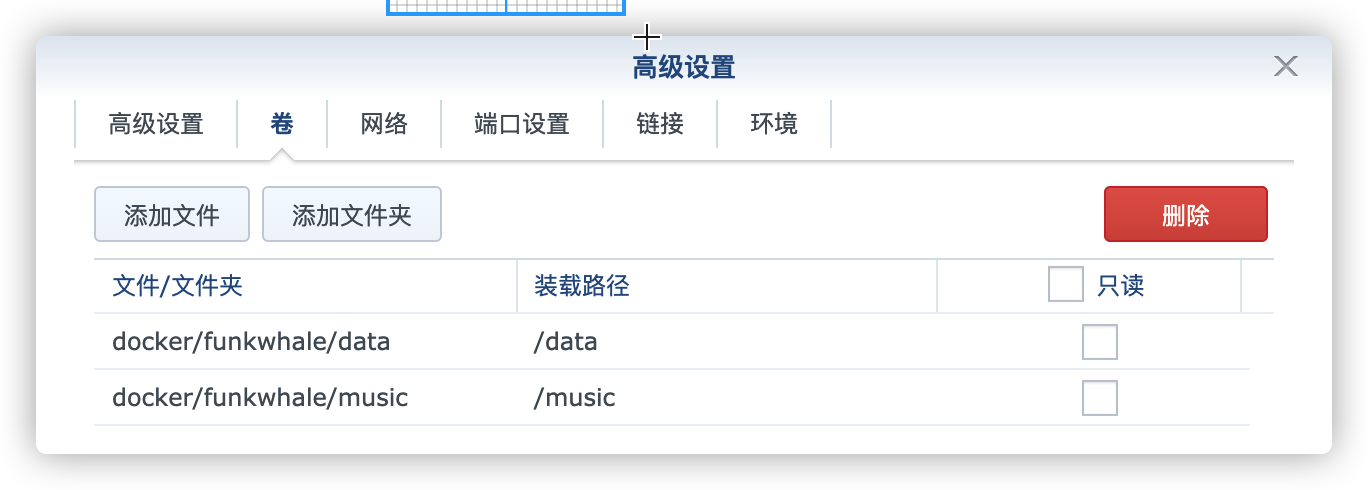 高级设置
高级设置 卷 网络 端口设置 链接 环境
添加文件 添加文件夹 删除
文件/文件夹 装载路径 只读
docker/funkwhale/data /data
docker/funkwhale/music /music